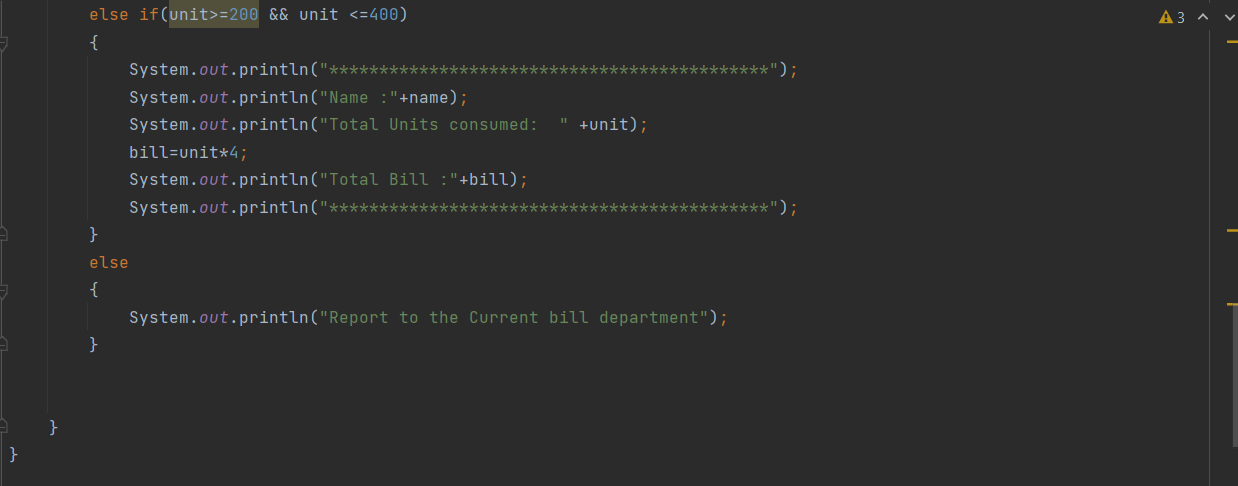 else if(unit>=200 && unit <=400)
3
{
System.out.println("********************************************");
System.out.println("Name :"+name);
System.out.println("Total Units consumed:  " +unit);
bill=unit*4;
System.out.println("Total Bill :"+bill);
System.out.println("********************************************");
}
else
{
System.out.println("Report to the Current bill department");
}
}
}